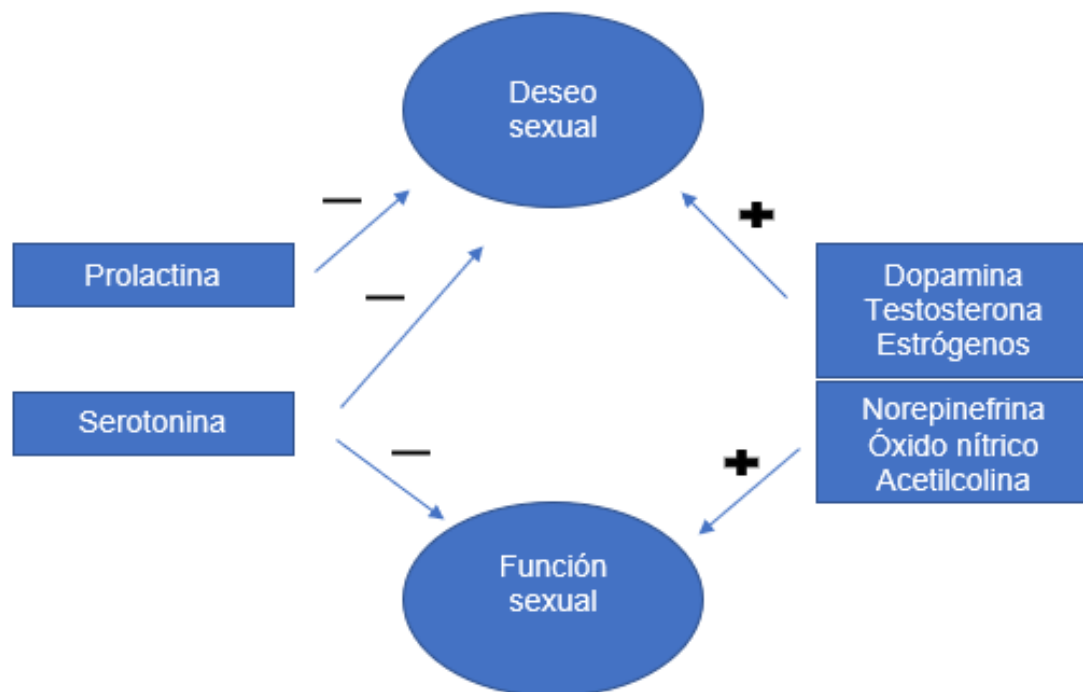 Deseo
sexual
Prolactina
Dopamina
Testosterona
Estrógenos
Serotonina
Norepinefrina
Óxido nítrico
Acetilcolina
Función
sexual